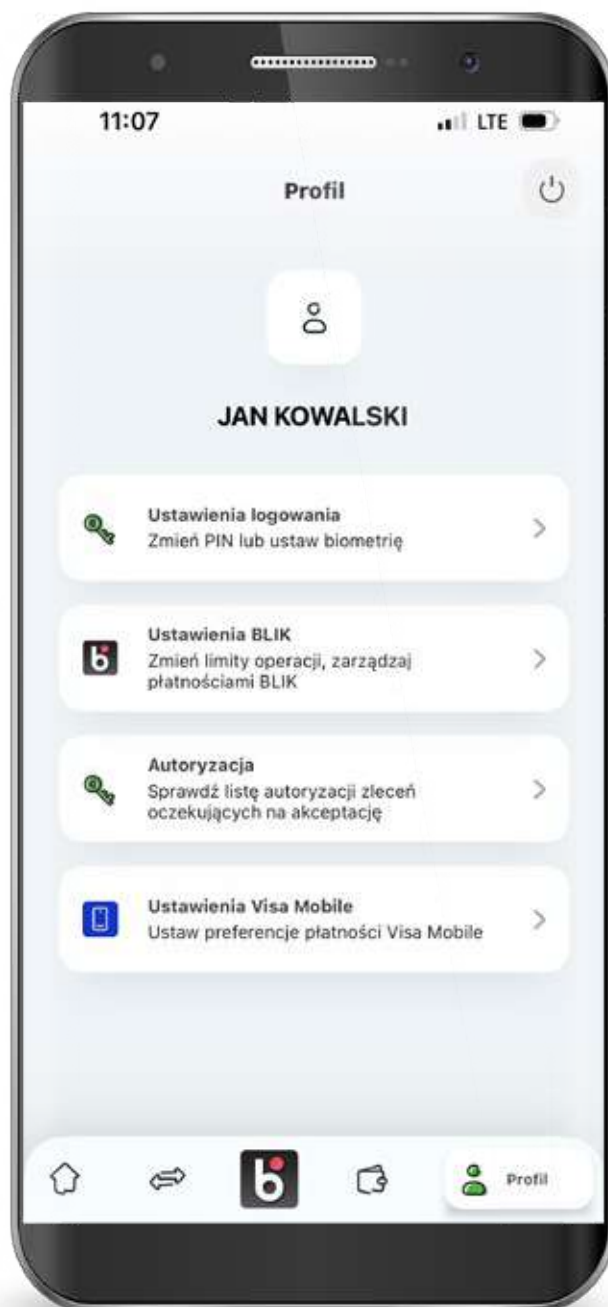 11:07
LTE
Profil
JAN KOWALSKI
Ustawienia logowania
Zmień PIN lub ustaw biometrię
Ustawienia BLIK
Zmień limity operacji, zarządzaj
płatnościami BLIK
Autoryzacja
Sprawdź listę autoryzacji zleceń
oczekujących na akceptację
Ustawienia Visa Mobile
Ustaw preferencje płatności Visa Mobile
Profil